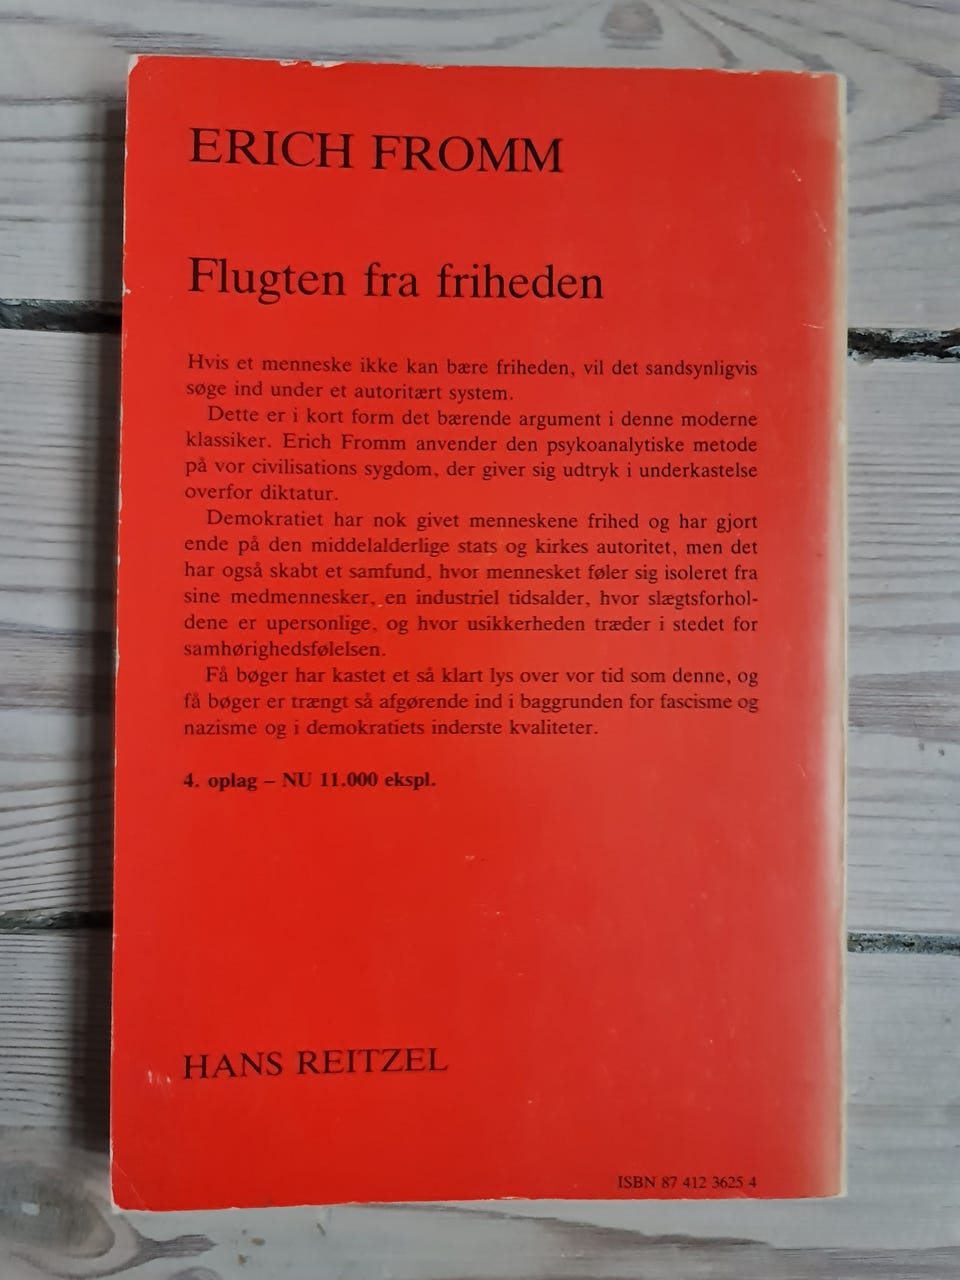 ERICH FROMM
Flugten fra friheden
Hvis et menneske ikke kan bære friheden, vil det sandsynligvis
søge ind under et autoritært system.
Dette er i kort form det bærende argument i denne moderne
klassiker. Erich Fromm anvender den psykoanalytiske metode
på vor civilisations sygdom, der giver sig udtryk i underkastelse
overfor diktatur.
Demokratiet har nok givet menneskene frihed og har gjort
ende på den middelalderlige stats og kirkes autoritet, men det
har også skabt et samfund, hvor mennesket føler sig isoleret fra
sine medmennesker, en industriel tidsalder, hvor slægtsforhol-
dene er upersonlige, og hvor usikkerheden træder i stedet for
samhørighedsfølelsen.
Få bøger har kastet et så klart lys over vor tid som denne, og
få bøger er trængt så afgørende ind i baggrunden for fascisme og
nazisme og i demokratiets inderste kvaliteter.
4. oplag – NU 11.000 ekspl.
HANS REITZEL
ISBN 87 412 3625 4